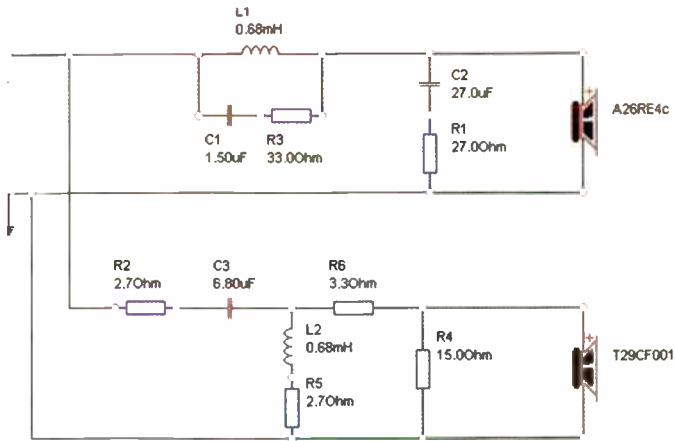 L1
0.68mH
C2
27.0uF
A26RE4c
R1
27.0Ohm
C1
1.50uF
R3
33.0Ohm
R2
2.7Ohm
C3
6.80uF
R6
3.3Ohm
L2
0.68mH
R4
15.0Ohm
T29CF001
R5
2.7Ohm